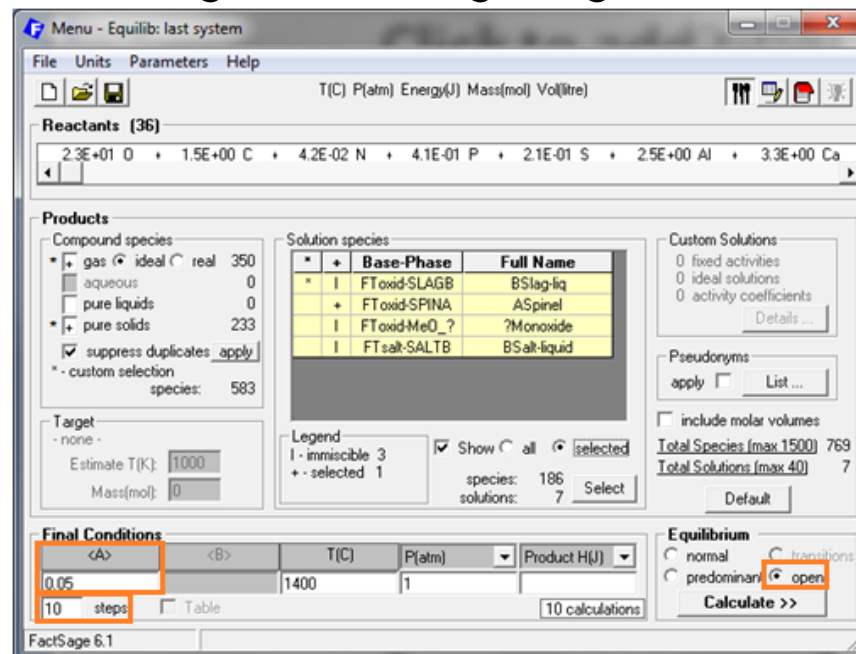 Menu - Equilib: last system
File Units Parameters Help
T(C) P(atm) Energy(J) Mass(mol) Vol(litre)
Reactants (36)
2.3E+01 O + 1.5E+00 C + 4.2E-02 N + 4.1E-01 P + 2.1E-01 S + 2.5E+00 Al + 3.3E+00 Ca
Products
Compound species
* + gas ideal real 350
aqueous 0
pure liquids 0
* + pure solids 233
suppress duplicates apply
* - custom selection
species: 583
Target
- none -
Estimate T(K): 1000
Mass(mol): 0
Solution species
* + Base-Phase Full Name
* I FToxid-SLAGB BSlag-liq
+ FToxid-SPINA ASpinel
I FToxid-MeO_? ?Monoxide
I FTsalt-SALTB BSalt-liquid
Legend
I - immiscible 3
+ - selected 1
Show all selected
species: 186
solutions: 7
Select
Custom Solutions
0 fixed activities
0 ideal solutions
0 activity coefficients
Details ...
Pseudonyms
apply List ...
include molar volumes
Total Species (max 1500) 769
Total Solutions (max 40) 7
Default
Final Conditions
<A> <B> T(C) P(atm) Product H(J)
0.05 1400 1
10 steps Table 10 calculations
Equilibrium
normal transitions
predominant open
Calculate >>
FactSage 6.1